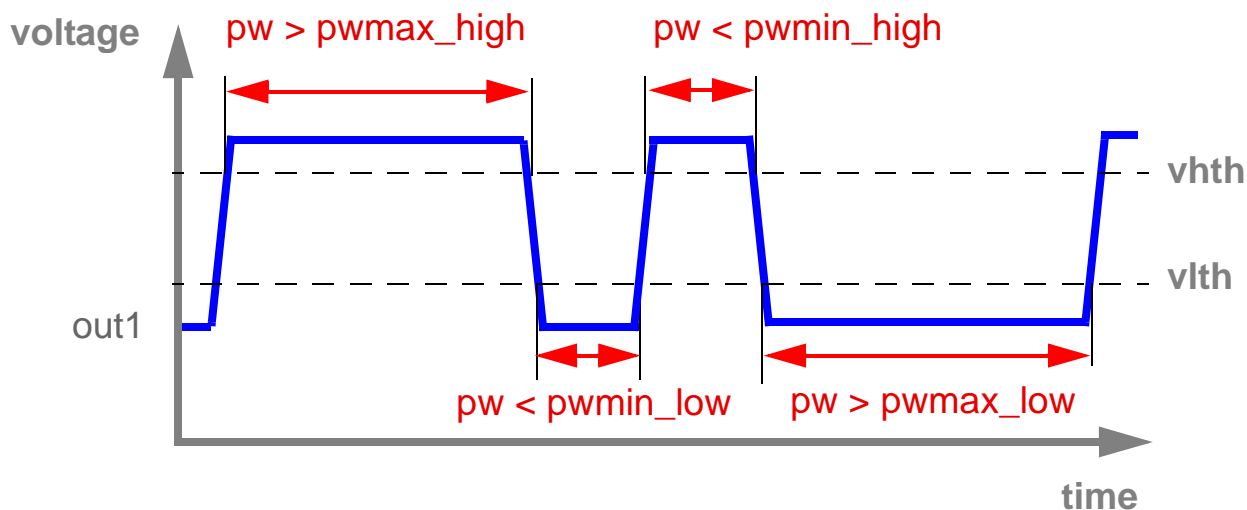 voltage
pw > pwmax_high
pw < pwmin_high
vhth
vlth
out1
pw < pwmin_low
pw > pwmax_low
time